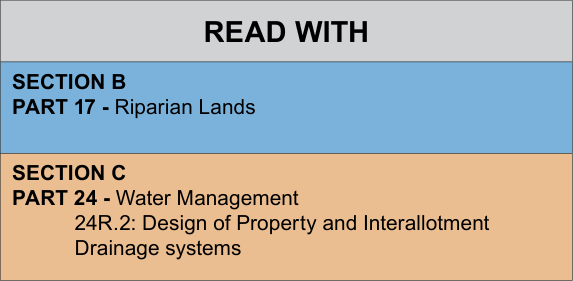 READ WITH
SECTION B
PART 17 - Riparian Lands
SECTION C
PART 24 - Water Management
24R.2: Design of Property and Interallotment
Drainage systems